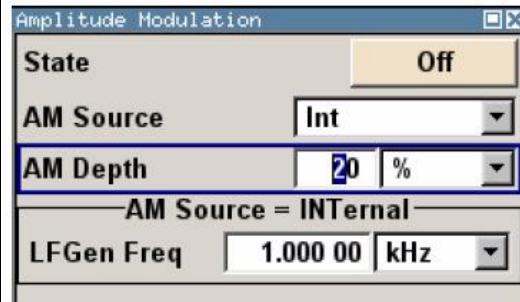 Amplitude Modulation
State Off
AM Source Int
AM Depth 20 %
AM Source = INTernal
LFGen Freq 1.000 00 kHz